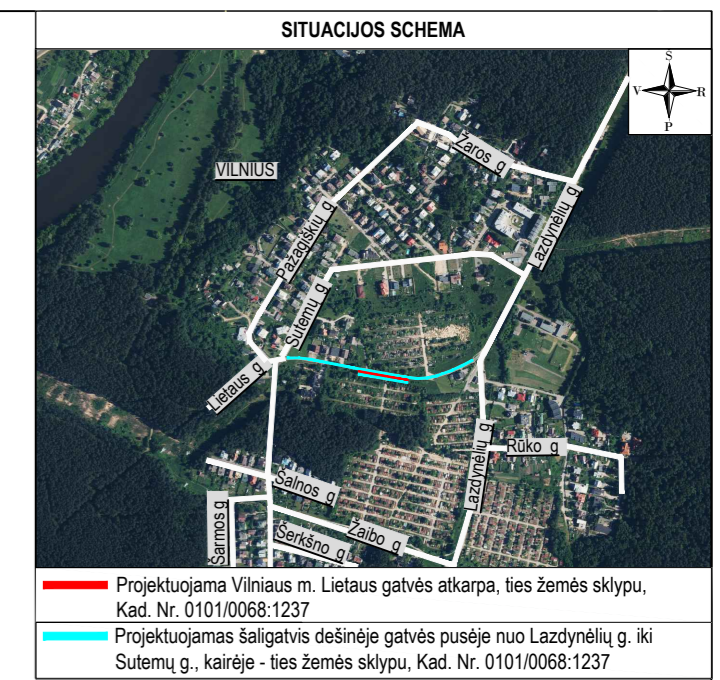 SITUACIJOS SCHEMA
Š
V
R
P
VILNIUS
Žaros g
Pažagiškių g
Lazdynėlių g
Sutemų g
Lietaus g
Lazdynėlių g
Rūko g
Šalnos g
Šarmos g
Žaibo g
Šerkšno g
Projektuojama Vilniaus m. Lietaus gatvės atkarpa, ties žemės sklypu,
Kad. Nr. 0101/0068:1237
Projektuojamas šaligatvis dešinėje gatvės pusėje nuo Lazdynėlių g. iki
Sutemų g., kairėje - ties žemės sklypu, Kad. Nr. 0101/0068:1237